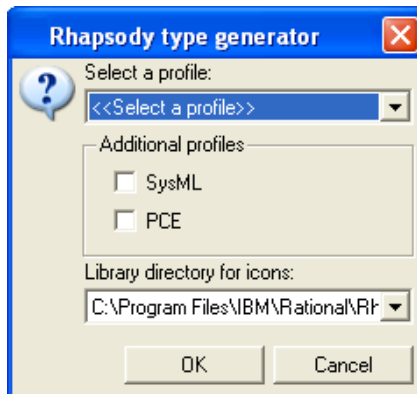 Rhapsody type generator
Select a profile:
<<Select a profile>>
Additional profiles
SysML
PCE
Library directory for icons:
C:\Program Files\IBM\Rational\Rh
OK
Cancel